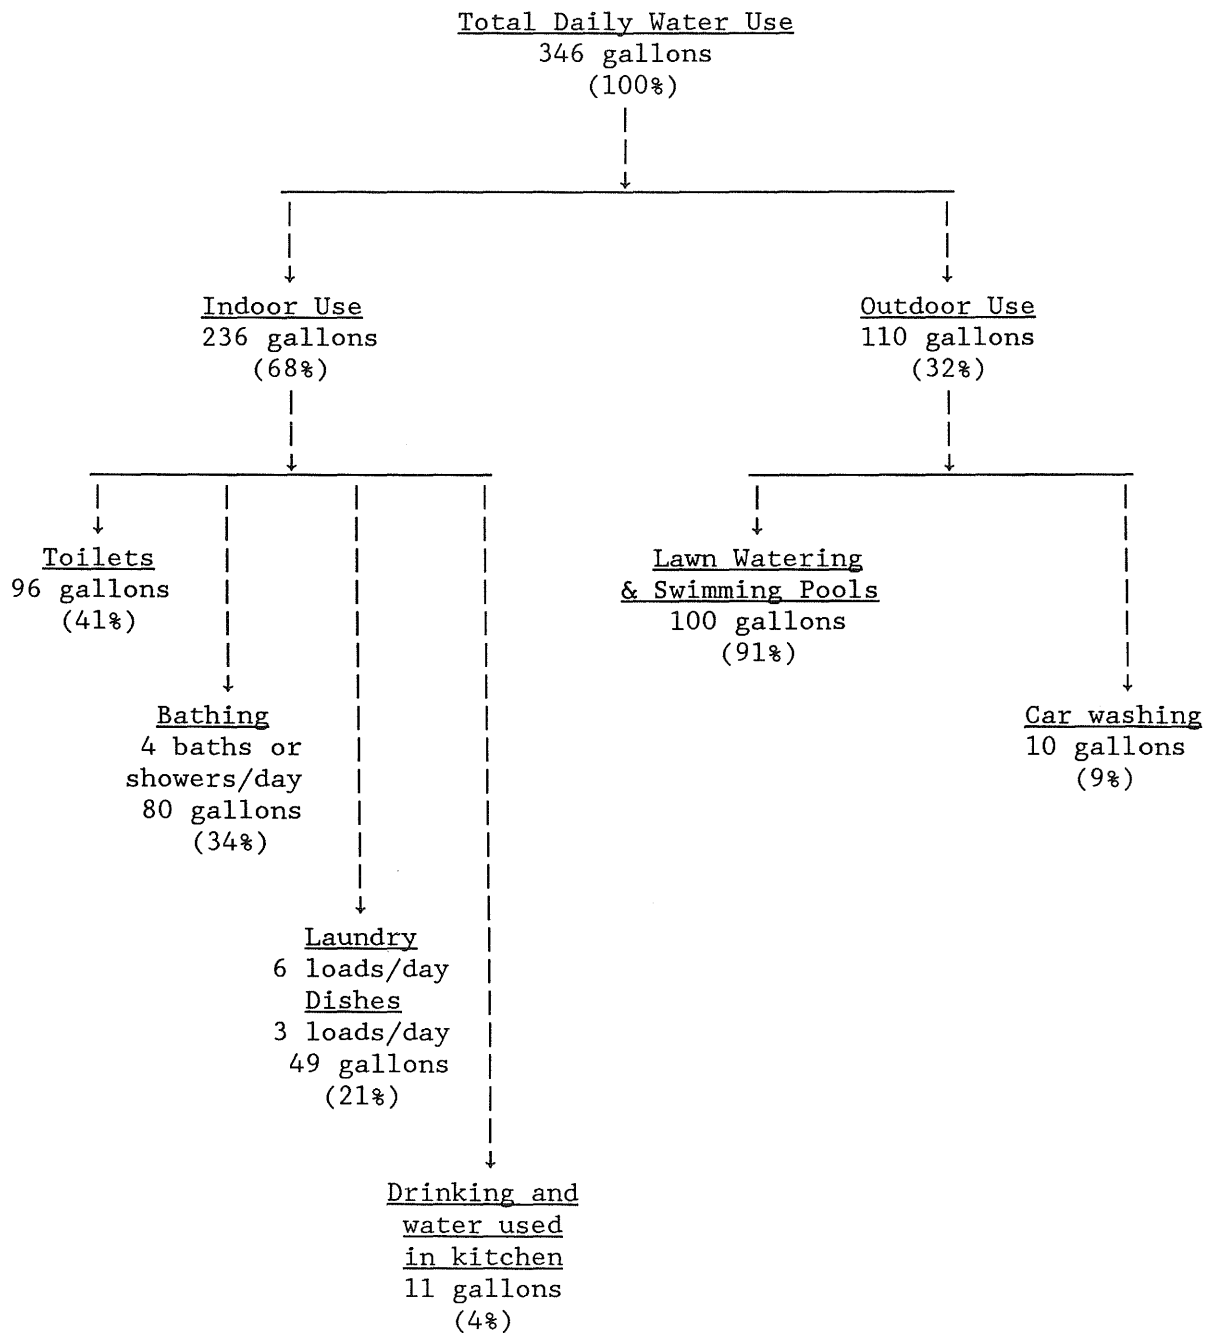 Total Daily Water Use
346 gallons
(100%)
Indoor Use
236 gallons
(68%)
Outdoor Use
110 gallons
(32%)
Toilets
96 gallons
(41%)
Bathing
4 baths or
showers/day
80 gallons
(34%)
Laundry
6 loads/day
Dishes
3 loads/day
49 gallons
(21%)
Drinking and
water used
in kitchen
11 gallons
(4%)
Lawn Watering
& Swimming Pools
100 gallons
(91%)
Car washing
10 gallons
(9%)